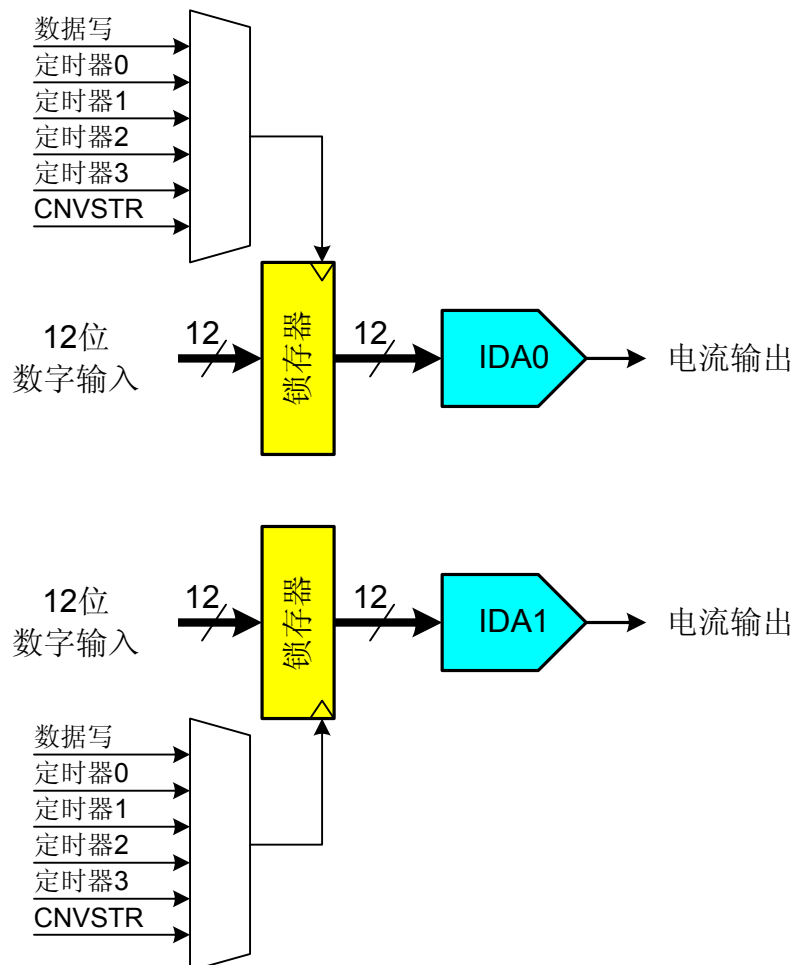 数据写
定时器0
定时器1
定时器2
定时器3
CNVSTR
12位
数字输入
12
锁存器
12
IDA0
电流输出
12位
数字输入
12
锁存器
12
IDA1
电流输出
数据写
定时器0
定时器1
定时器2
定时器3
CNVSTR